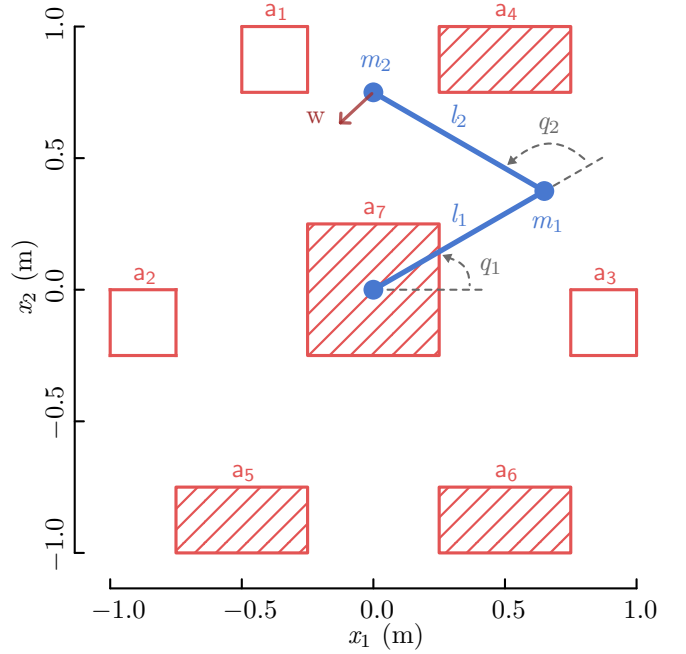 a₁
a₄
m₂
w
l₂
q₂
a₇
l₁
m₁
q₁
a₂
a₃
a₅
a₆
x₂ (m)
1.0
0.5
0.0
−0.5
−1.0
−1.0
−0.5
0.0
0.5
1.0
x₁ (m)